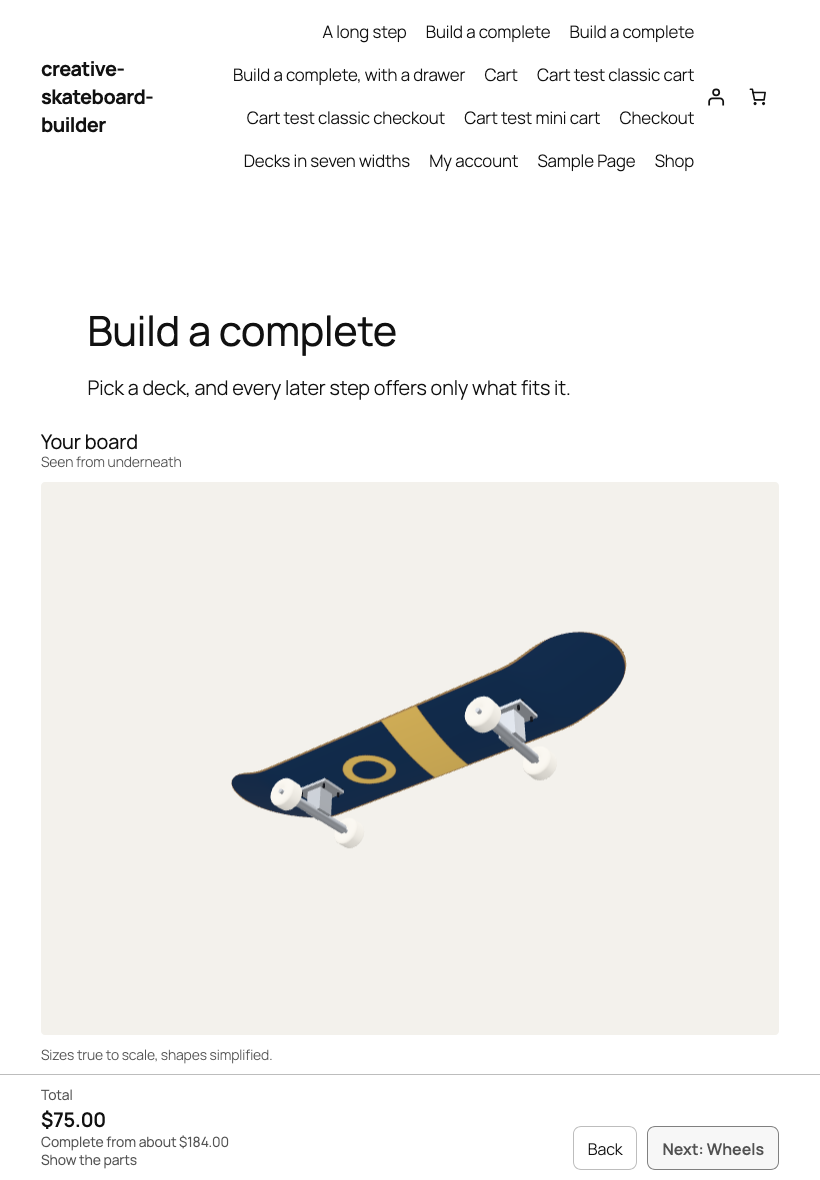 creative-
skateboard-
builder
A long step Build a complete Build a complete
Build a complete, with a drawer Cart Cart test classic cart
Cart test classic checkout Cart test mini cart Checkout
Decks in seven widths My account Sample Page Shop
Build a complete
Pick a deck, and every later step offers only what fits it.
Your board
Seen from underneath
Sizes true to scale, shapes simplified.
Total
$75.00
Complete from about $184.00
Show the parts
Back Next: Wheels